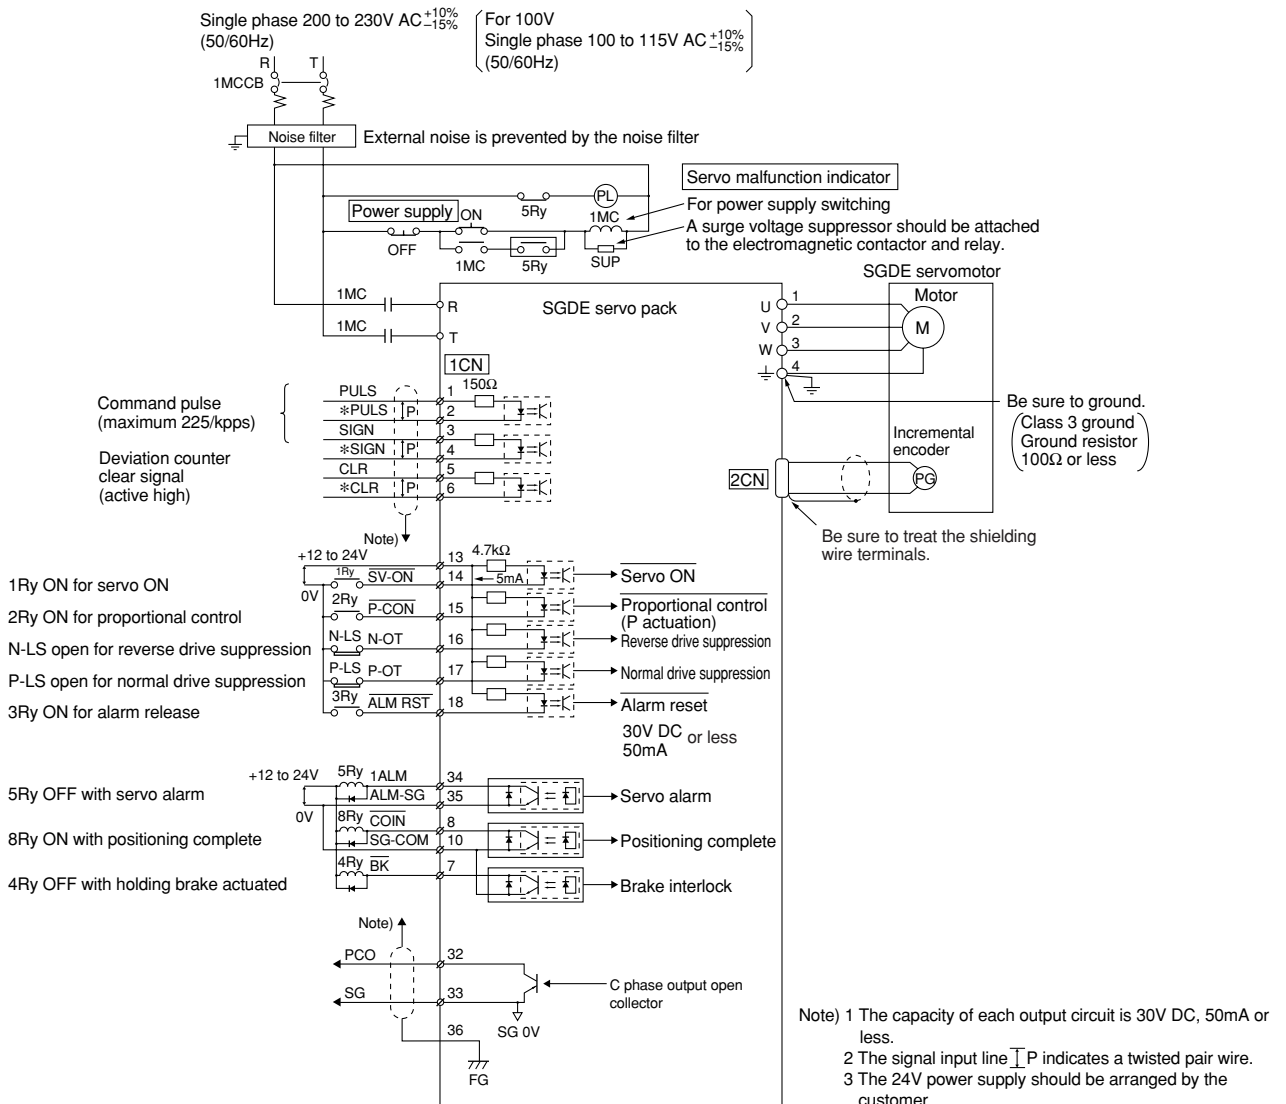 Single phase 200 to 230V AC +10% −15%
(50/60Hz)
For 100V
Single phase 100 to 115V AC +10% −15%
(50/60Hz)
R
T
1MCCB
Noise filter
External noise is prevented by the noise filter
Servo malfunction indicator
PL
5Ry
For power supply switching
Power supply
ON
1MC
A surge voltage suppressor should be attached
to the electromagnetic contactor and relay.
OFF
1MC
5Ry
SUP
SGDE servomotor
1MC
R
SGDE servo pack
U
1
Motor
1MC
T
V
2
M
W
3
4
1CN
150Ω
Command pulse
(maximum 225/kpps)
PULS
1
＊PULS
P
2
SIGN
3
＊SIGN
P
4
CLR
5
＊CLR
P
6
Deviation counter
clear signal
(active high)
Be sure to ground.
Class 3 ground
Ground resistor
100Ω or less
Incremental
encoder
2CN
PG
Be sure to treat the shielding
wire terminals.
Note)
+12 to 24V
13
4.7kΩ
1Ry ON for servo ON
1Ry
SV-ON
14
5mA
Servo ON
0V
2Ry ON for proportional control
2Ry
P-CON
15
Proportional control
(P actuation)
N-LS open for reverse drive suppression
N-LS
N-OT
16
Reverse drive suppression
P-LS open for normal drive suppression
P-LS
P-OT
17
Normal drive suppression
3Ry ON for alarm release
3Ry
ALM RST
18
Alarm reset
30V DC
50mA
or less
+12 to 24V
5Ry
1ALM
34
5Ry OFF with servo alarm
ALM-SG
35
Servo alarm
0V
8Ry
COIN
8
8Ry ON with positioning complete
SG-COM
10
Positioning complete
4Ry
BK
7
4Ry OFF with holding brake actuated
Brake interlock
Note)
PCO
32
SG
33
C phase output open
collector
SG 0V
36
FG
Note) 1 The capacity of each output circuit is 30V DC, 50mA or
less.
2 The signal input line P indicates a twisted pair wire.
3 The 24V power supply should be arranged by the
customer.